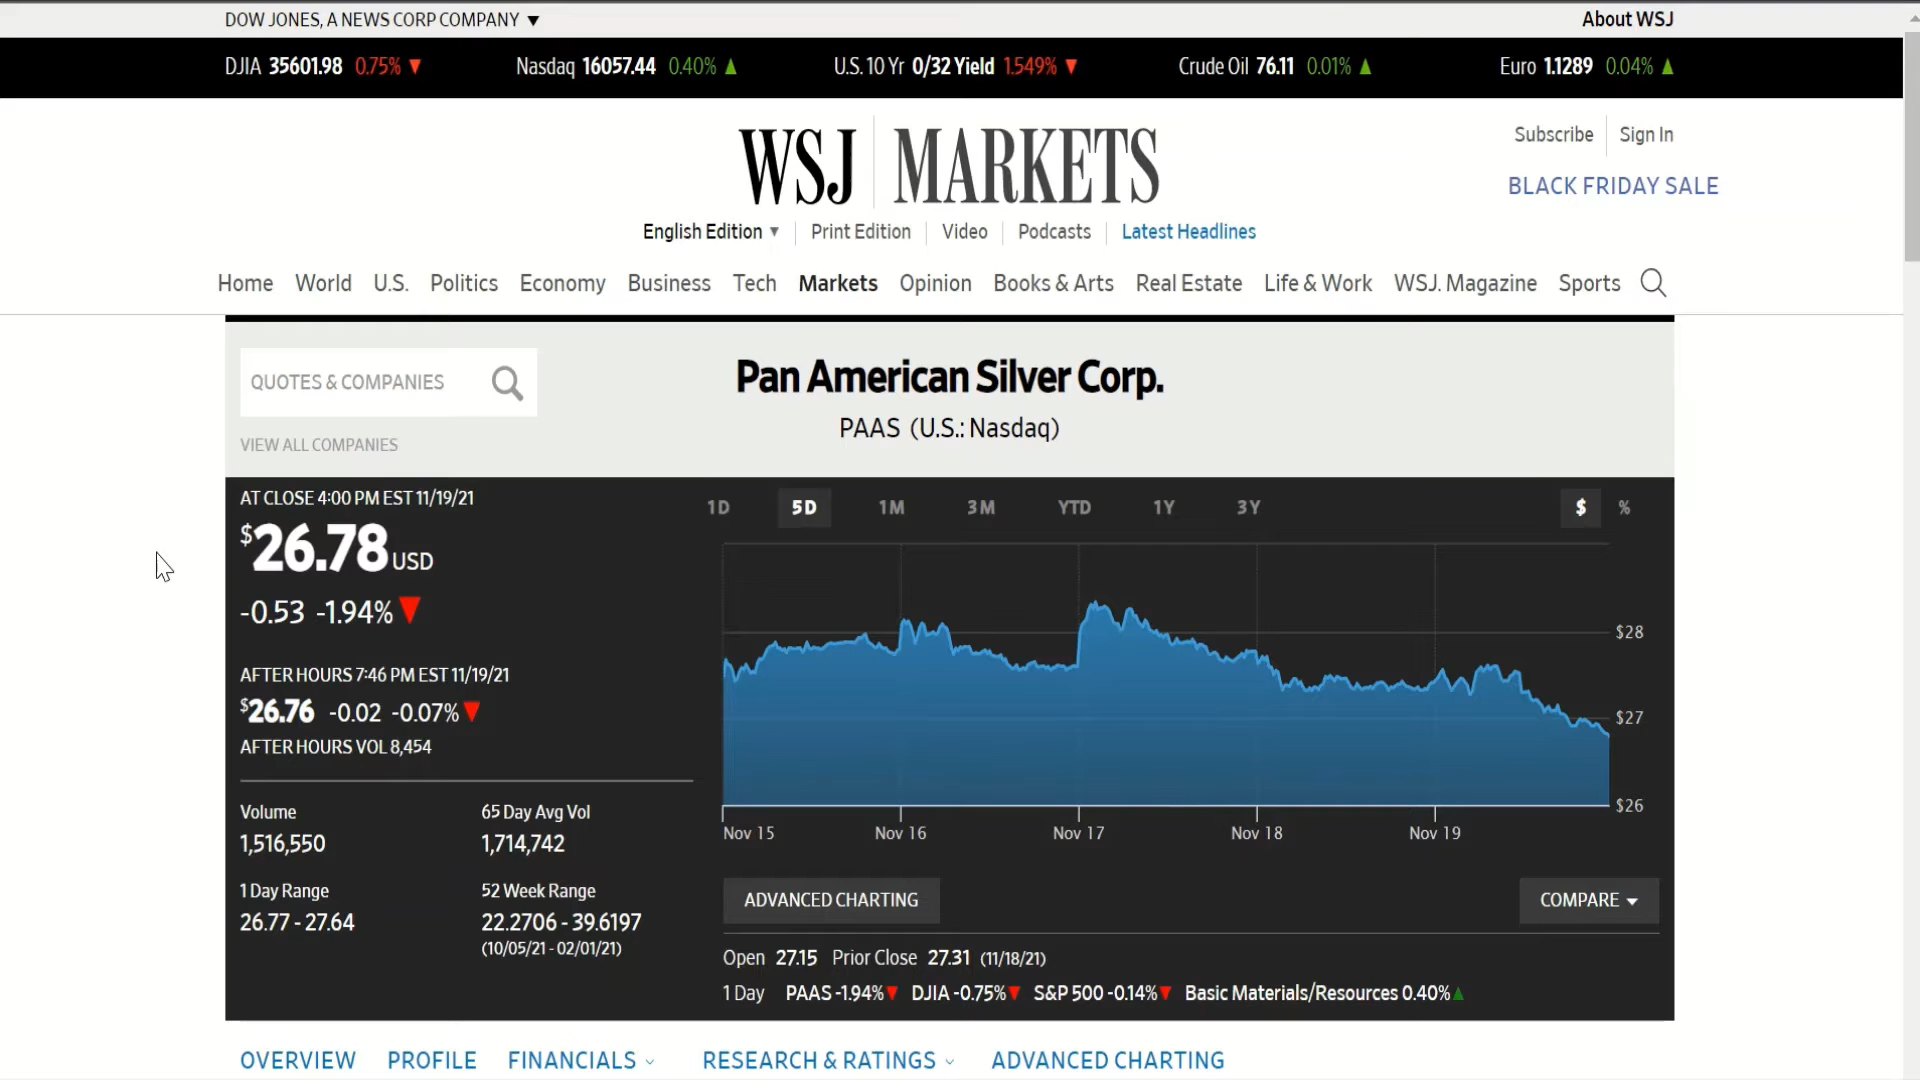 DOW JONES, A NEWS CORP COMPANY ▼ About WSJ
DJIA 35601.98 0.75% ▼ Nasdaq 16057.44 0.40% ▲ U.S. 10 Yr 0/32 Yield 1.549% ▼ Crude Oil 76.11 0.01% ▲ Euro 1.1289 0.04% ▲
WSJ MARKETS
Subscribe Sign In
BLACK FRIDAY SALE
English Edition ▼ Print Edition Video Podcasts Latest Headlines
Home World U.S. Politics Economy Business Tech Markets Opinion Books & Arts Real Estate Life & Work WSJ. Magazine Sports
QUOTES & COMPANIES
VIEW ALL COMPANIES
Pan American Silver Corp.
PAAS (U.S.: Nasdaq)
AT CLOSE 4:00 PM EST 11/19/21
$26.78 USD
-0.53 -1.94% ▼
AFTER HOURS 7:46 PM EST 11/19/21
$26.76 -0.02 -0.07% ▼
AFTER HOURS VOL 8,454
Volume 65 Day Avg Vol
1,516,550 1,714,742
1 Day Range 52 Week Range
26.77 - 27.64 22.2706 - 39.6197
(10/05/21 - 02/01/21)
1D 5D 1M 3M YTD 1Y 3Y $ %
$28
$27
$26
Nov 15 Nov 16 Nov 17 Nov 18 Nov 19
ADVANCED CHARTING COMPARE
Open 27.15 Prior Close 27.31 (11/18/21)
1 Day PAAS -1.94% ▼ DJIA -0.75% ▼ S&P 500 -0.14% ▼ Basic Materials/Resources 0.40% ▲
OVERVIEW PROFILE FINANCIALS RESEARCH & RATINGS ADVANCED CHARTING